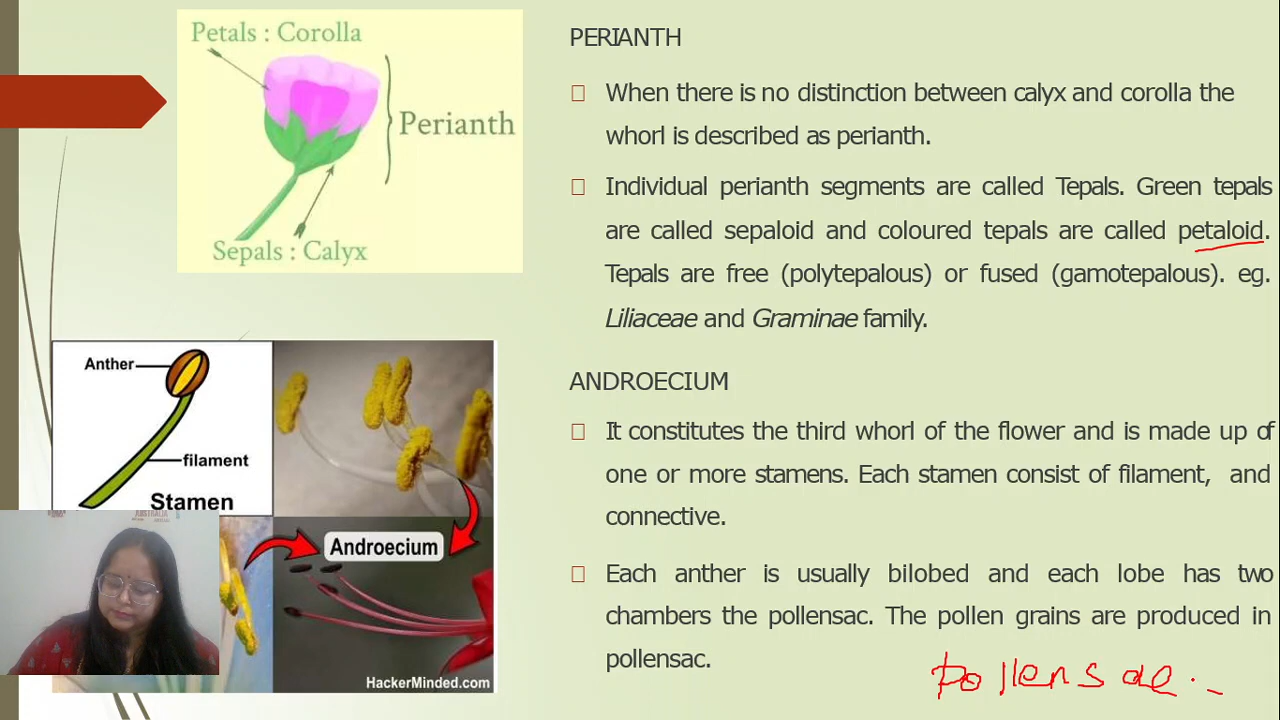 Petals : Corolla
Perianth
Sepals : Calyx
Anther
filament
Stamen
AUSTRALIA
Androecium
HackerMinded.com
PERIANTH
When there is no distinction between calyx and corolla the
whorl is described as perianth.
Individual perianth segments are called Tepals. Green tepals
are called sepaloid and coloured tepals are called petaloid.
Tepals are free (polytepalous) or fused (gamotepalous). eg.
Liliaceae and Graminae family.
ANDROECIUM
It constitutes the third whorl of the flower and is made up of
one or more stamens. Each stamen consist of filament, and
connective.
Each anther is usually bilobed and each lobe has two
chambers the pollensac. The pollen grains are produced in
pollensac.
pollensac.